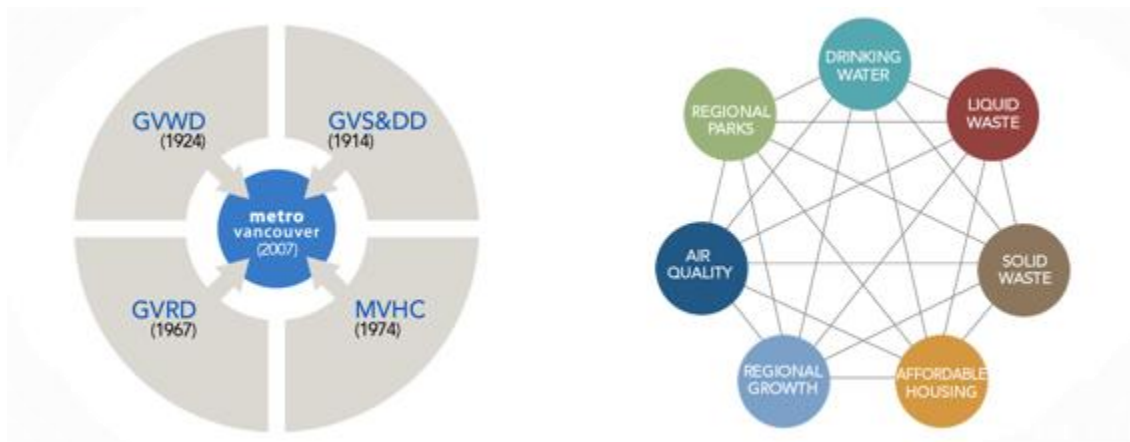 GVWD
(1924)
GVS&DD
(1914)
metro
vancouver
(2007)
GVRD
(1967)
MVHC
(1974)
DRINKING
WATER
LIQUID
WASTE
REGIONAL
PARKS
AIR
QUALITY
SOLID
WASTE
REGIONAL
GROWTH
AFFORDABLE
HOUSING